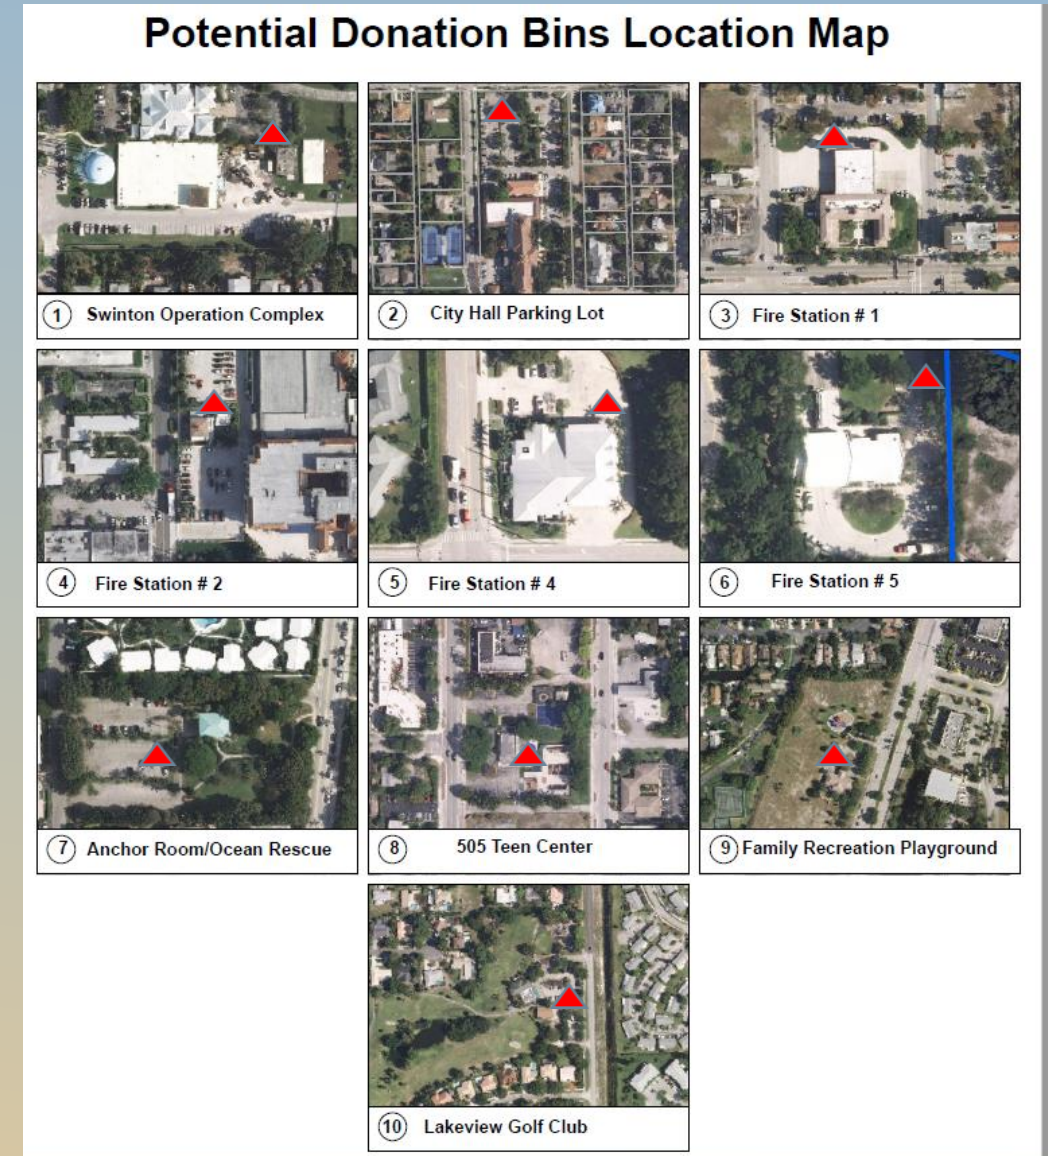 Potential Donation Bins Location Map
1 Swinton Operation Complex
2 City Hall Parking Lot
3 Fire Station # 1
4 Fire Station # 2
5 Fire Station # 4
6 Fire Station # 5
7 Anchor Room/Ocean Rescue
8 505 Teen Center
9 Family Recreation Playground
10 Lakeview Golf Club